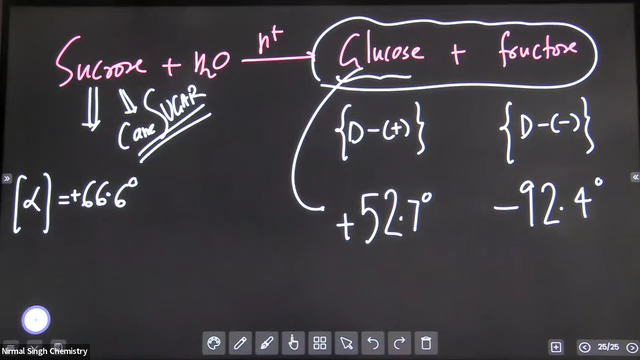 Sucrose + H2O H+ Glucose + fructose
Cane SUGAR
{D-(+)} {D-(-)}
[α] = +66.6°
+52.7° -92.4°
Nirmal Singh Chemistry
25/25